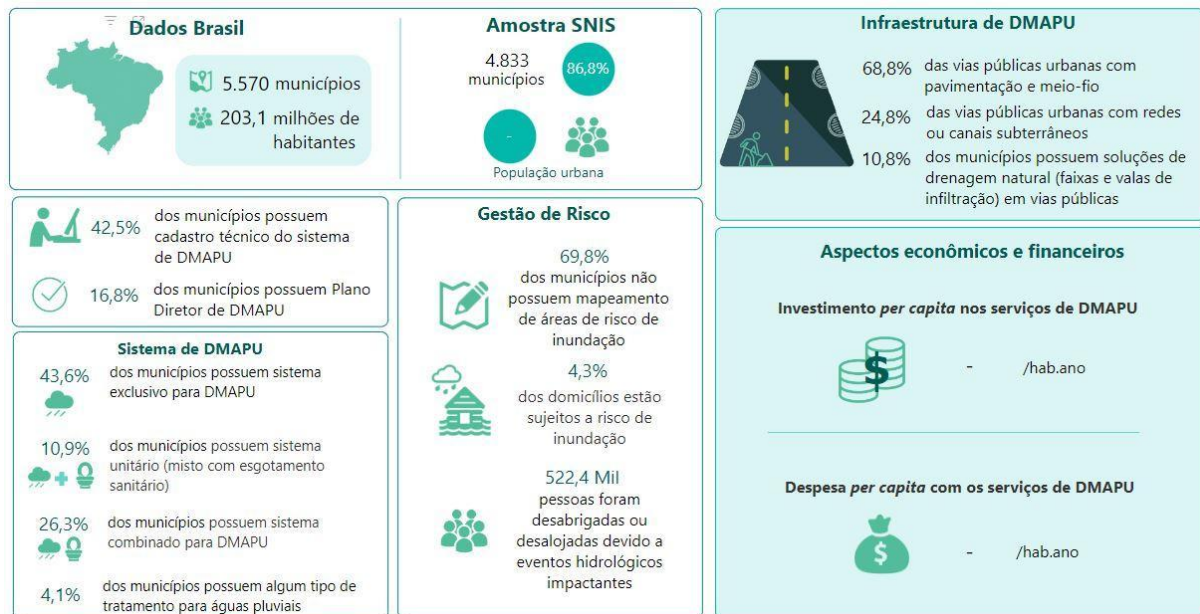 Dados Brasil
5.570 municípios
203,1 milhões de
habitantes
Amostra SNIS
4.833
municípios
86,8%
-
População urbana
42,5%
dos municípios possuem
cadastro técnico do sistema
de DMAPU
16,8%
dos municípios possuem Plano
Diretor de DMAPU
Sistema de DMAPU
43,6%
dos municípios possuem sistema
exclusivo para DMAPU
10,9%
dos municípios possuem sistema
unitário (misto com esgotamento
sanitário)
26,3%
dos municípios possuem sistema
combinado para DMAPU
4,1%
dos municípios possuem algum tipo de
tratamento para águas pluviais
Gestão de Risco
69,8%
dos municípios não
possuem mapeamento
de áreas de risco de
inundação
4,3%
dos domicílios estão
sujeitos a risco de
inundação
522,4 Mil
pessoas foram
desabrigadas ou
desalojadas devido a
eventos hidrológicos
impactantes
Infraestrutura de DMAPU
68,8%
das vias públicas urbanas com
pavimentação e meio-fio
24,8%
das vias públicas urbanas com redes
ou canais subterrâneos
10,8%
dos municípios possuem soluções de
drenagem natural (faixas e valas de
infiltração) em vias públicas
Aspectos econômicos e financeiros
Investimento per capita nos serviços de DMAPU
$
- /hab.ano
Despesa per capita com os serviços de DMAPU
$
- /hab.ano